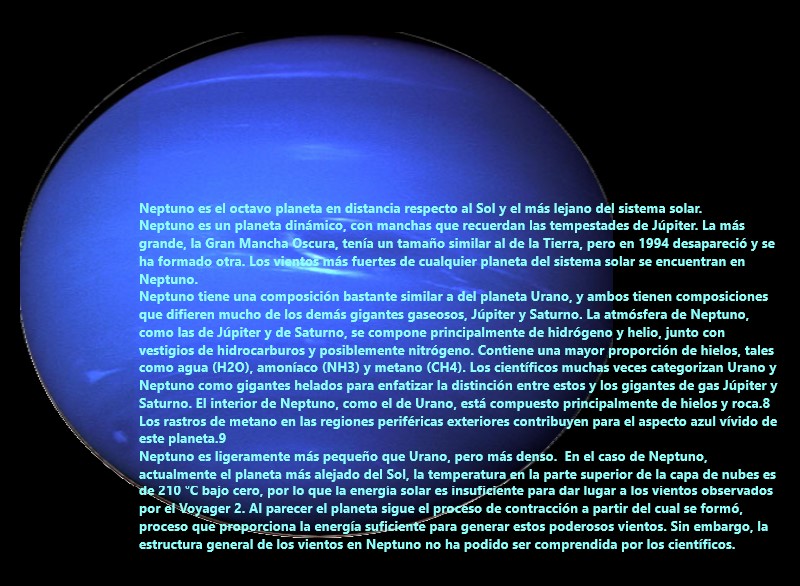 Neptuno es el octavo planeta en distancia respecto al Sol y el más lejano del sistema solar.
Neptuno es un planeta dinámico, con manchas que recuerdan las tempestades de Júpiter. La más
grande, la Gran Mancha Oscura, tenía un tamaño similar al de la Tierra, pero en 1994 desapareció y se
ha formado otra. Los vientos más fuertes de cualquier planeta del sistema solar se encuentran en
Neptuno.
Neptuno tiene una composición bastante similar a del planeta Urano, y ambos tienen composiciones
que difieren mucho de los demás gigantes gaseosos, Júpiter y Saturno. La atmósfera de Neptuno,
como las de Júpiter y de Saturno, se compone principalmente de hidrógeno y helio, junto con
vestigios de hidrocarburos y posiblemente nitrógeno. Contiene una mayor proporción de hielos, tales
como agua (H2O), amoníaco (NH3) y metano (CH4). Los científicos muchas veces categorizan Urano y
Neptuno como gigantes helados para enfatizar la distinción entre estos y los gigantes de gas Júpiter y
Saturno. El interior de Neptuno, como el de Urano, está compuesto principalmente de hielos y roca.8
Los rastros de metano en las regiones periféricas exteriores contribuyen para el aspecto azul vívido de
este planeta.9
Neptuno es ligeramente más pequeño que Urano, pero más denso.  En el caso de Neptuno,
actualmente el planeta más alejado del Sol, la temperatura en la parte superior de la capa de nubes es
de 210 °C bajo cero, por lo que la energía solar es insuficiente para dar lugar a los vientos observados
por el Voyager 2. Al parecer el planeta sigue el proceso de contracción a partir del cual se formó,
proceso que proporciona la energía suficiente para generar estos poderosos vientos. Sin embargo, la
estructura general de los vientos en Neptuno no ha podido ser comprendida por los científicos.